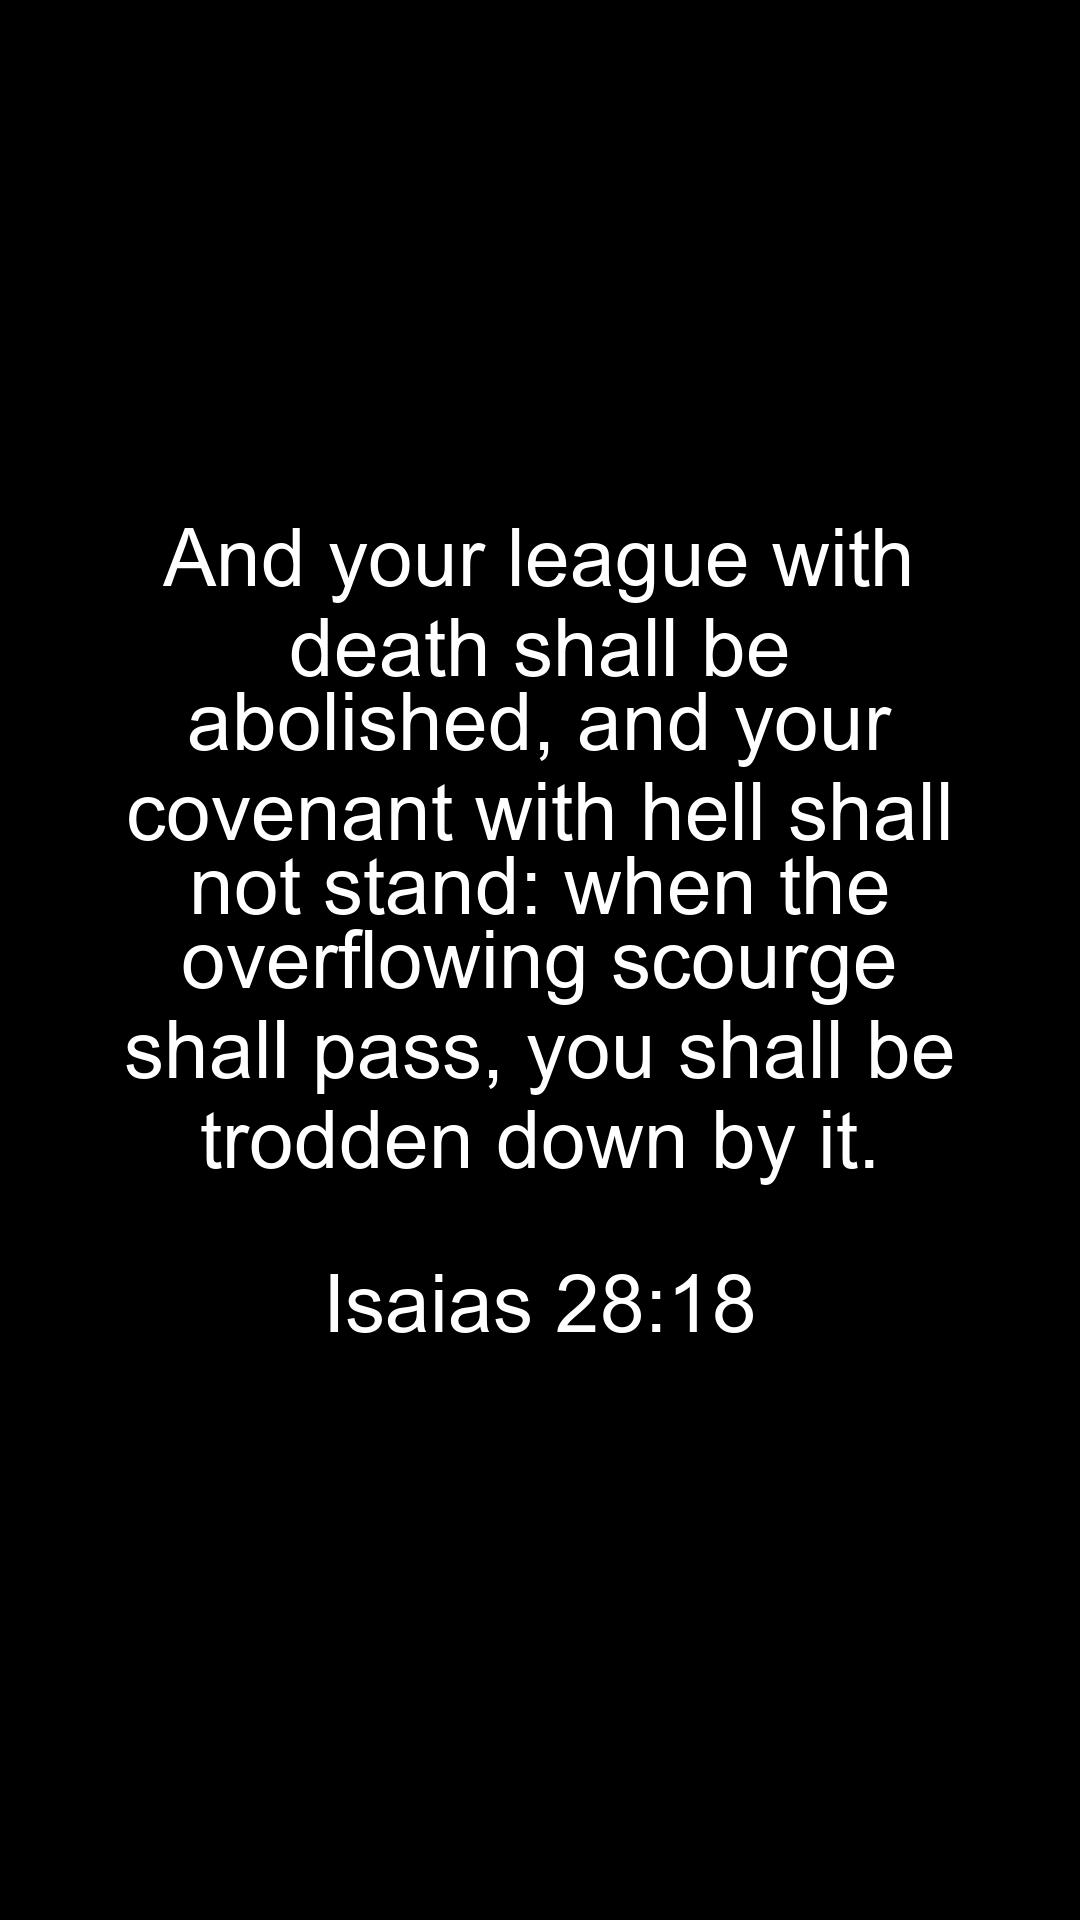 And your league with
death shall be
abolished, and your
covenant with hell shall
not stand: when the
overflowing scourge
shall pass, you shall be
trodden down by it.
Isaias 28:18